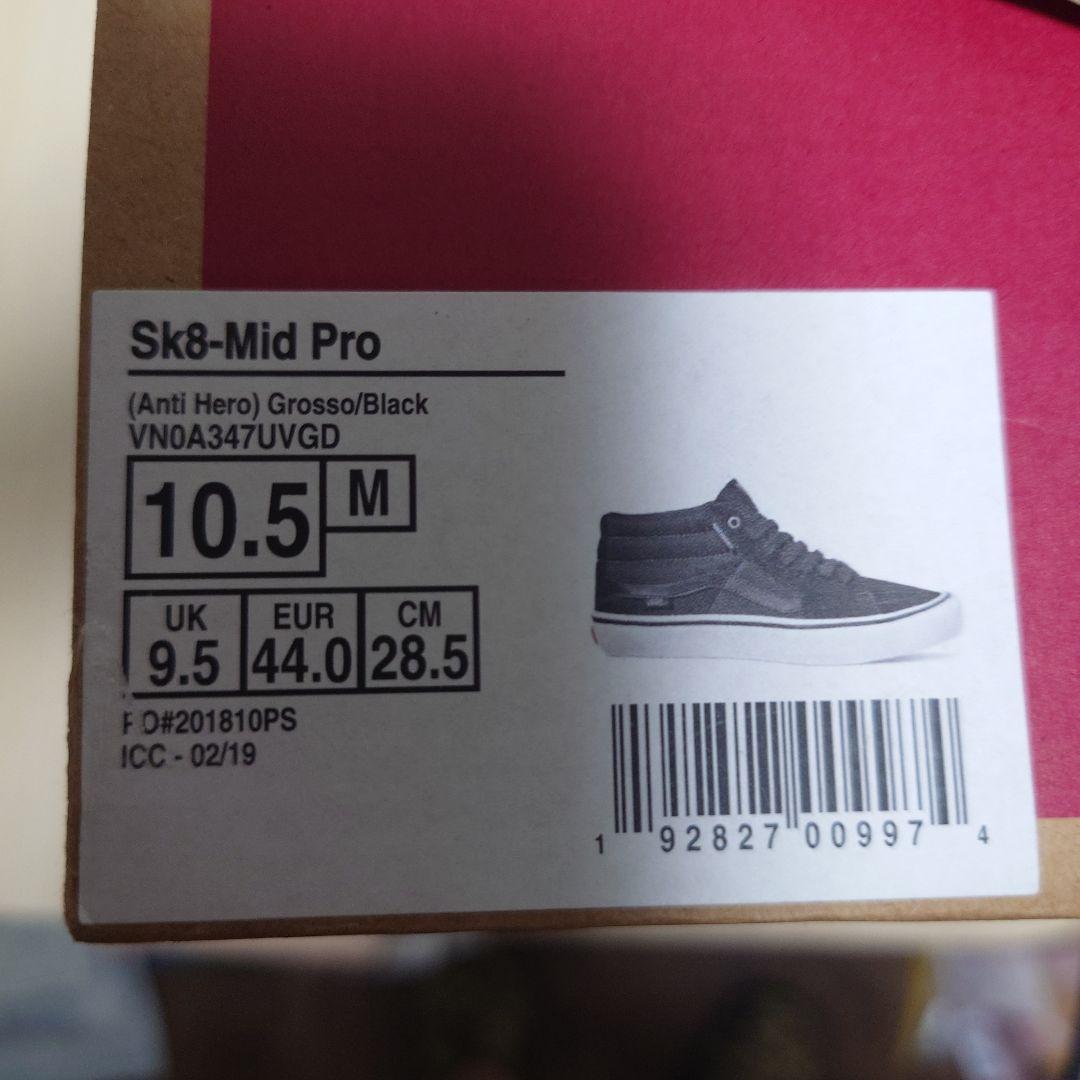 Sk8-Mid Pro
(Anti Hero) Grosso/Black
VN0A347UVGD
10.5 M
UK EUR CM
9.5 44.0 28.5
PO#201810PS
ICC - 02/19
1 92827 00997 4